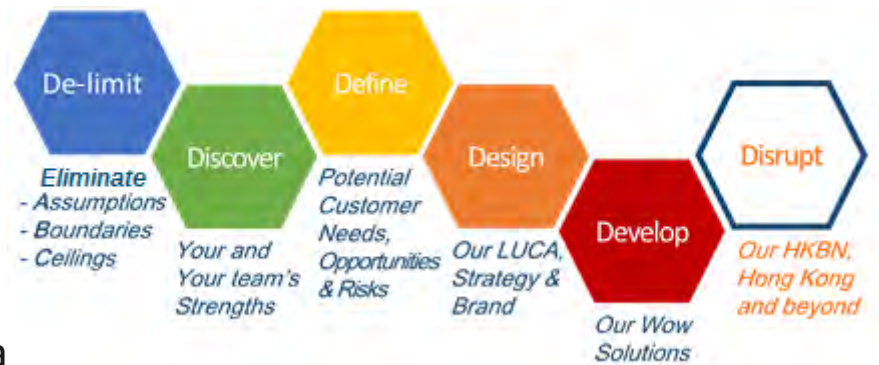 De-limit
Eliminate
- Assumptions
- Boundaries
- Ceilings
Discover
Your and
Your team's
Strengths
Define
Potential
Customer
Needs,
Opportunities
& Risks
Design
Our LUCA,
Strategy &
Brand
Develop
Our Wow
Solutions
Disrupt
Our HKBN,
Hong Kong
and beyond